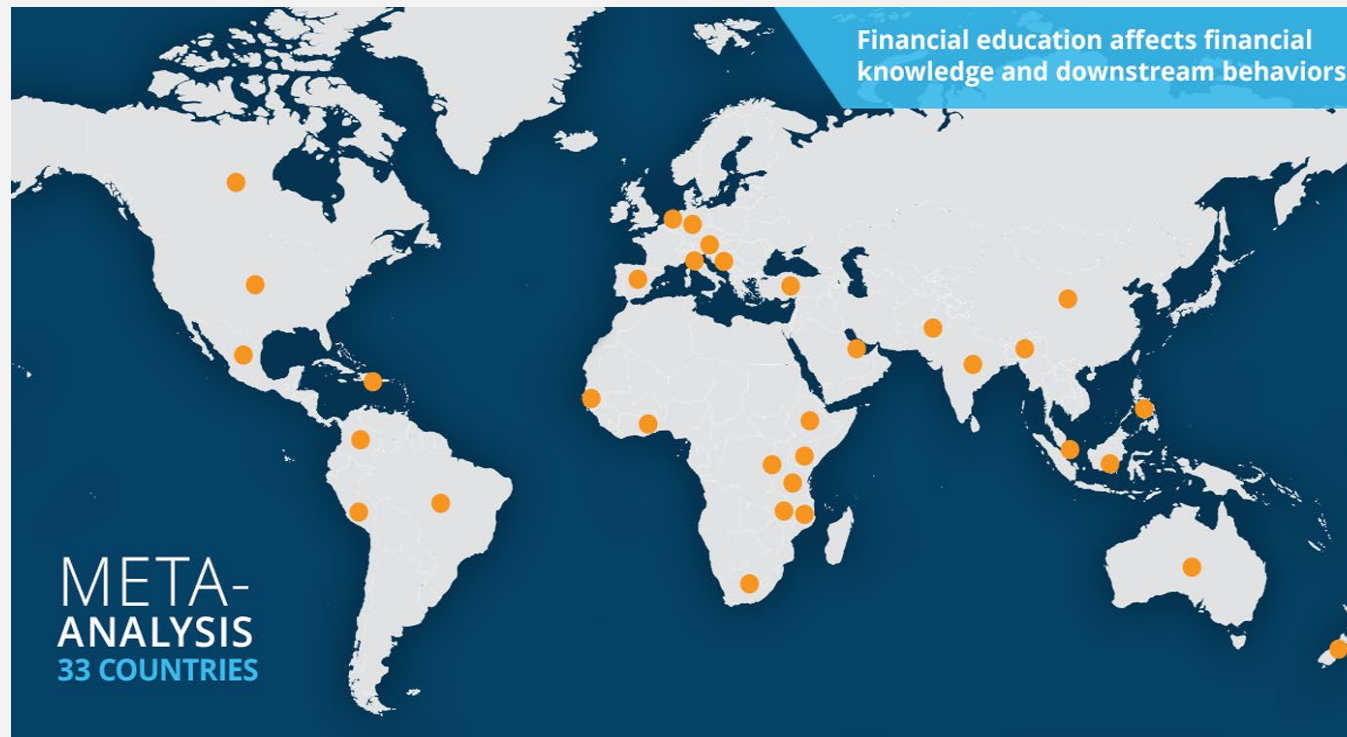 Financial education affects financial
knowledge and downstream behaviors
META-
ANALYSIS
33 COUNTRIES